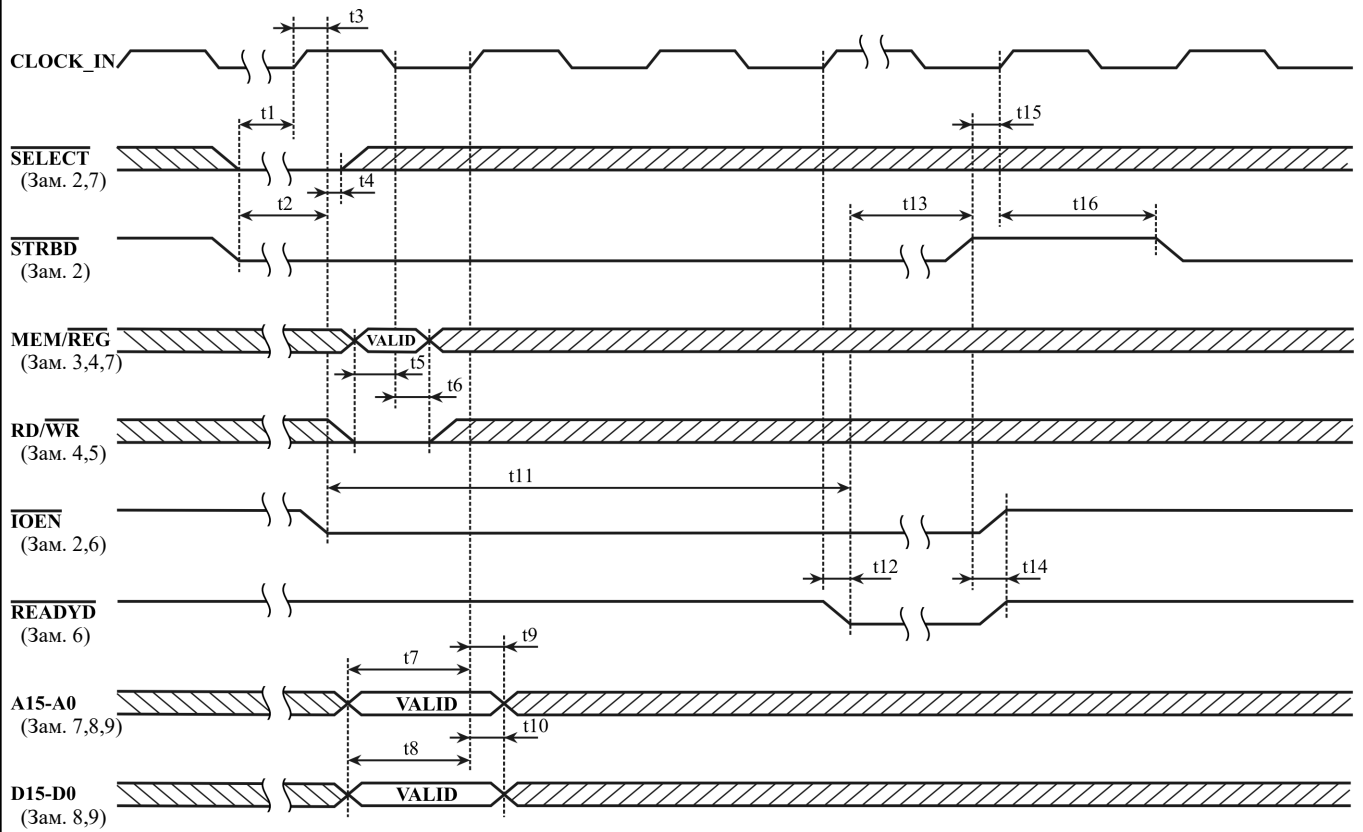 t3
CLOCK_IN
t1
t15
SELECT
(Зам. 2,7)
t4
t2
t13
t16
STRBD
(Зам. 2)
MEM/REG
VALID
(Зам. 3,4,7)
t5
t6
RD/WR
(Зам. 4,5)
t11
IOEN
(Зам. 2,6)
t12
t14
READYD
(Зам. 6)
t9
t7
A15-A0
VALID
(Зам. 7,8,9)
t10
t8
D15-D0
VALID
(Зам. 8,9)